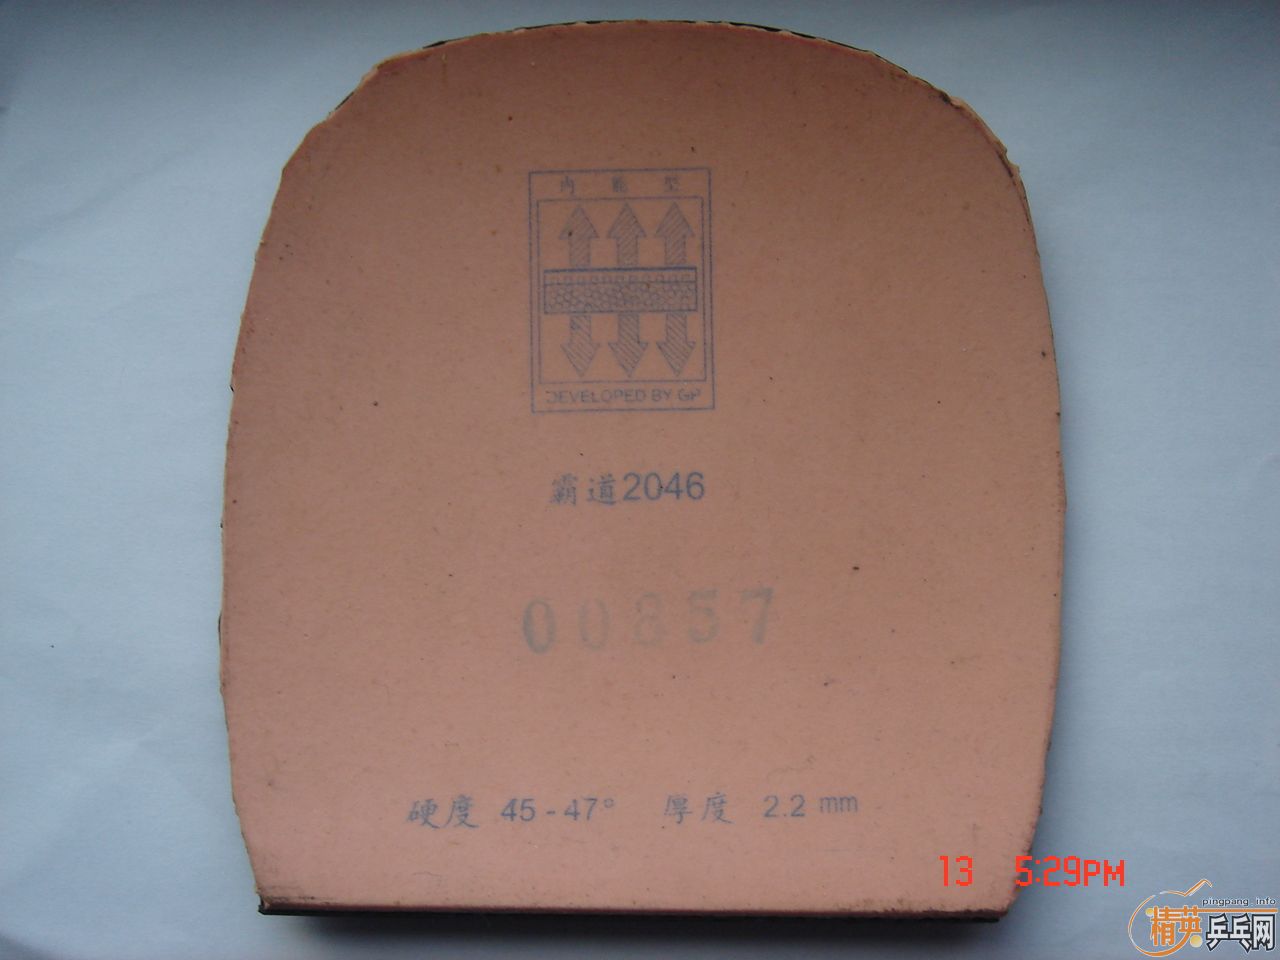 内能型
DEVELOPED BY GP
霸道2046
00857
硬度 45-47° 厚度 2.2 mm
13 5:29PM
pingpang.info
精英乒乓网